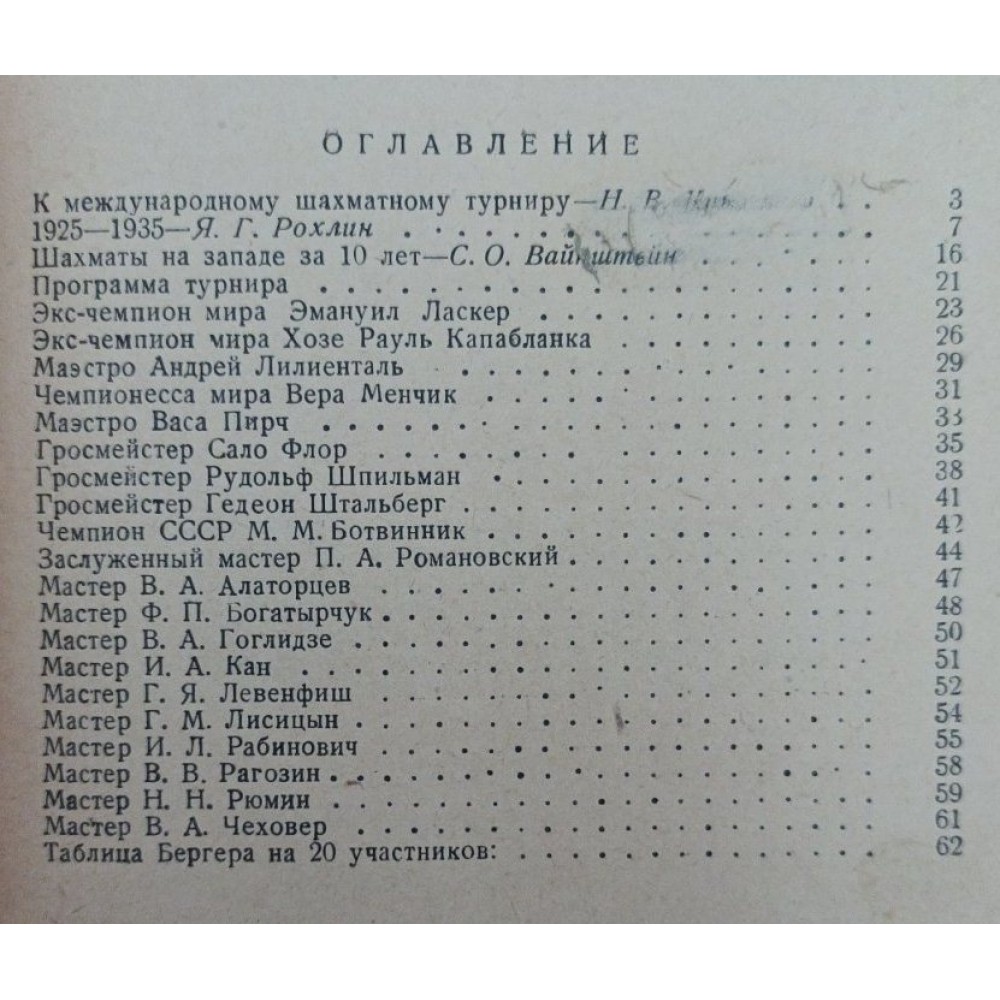 ОГЛАВЛЕНИЕ
К международному шахматному турниру—Н. В. . . 3
1925—1935—Я. Г. Рохлин . . . . . . . . . . . . . . . . . 7
Шахматы на западе за 10 лет—С. О. Вайнштейн . . . . . . 16
Программа турнира . . . . . . . . . . . . . . . . . . . . 21
Экс-чемпион мира Эмануил Ласкер . . . . . . . . . . . . 23
Экс-чемпион мира Хозе Рауль Капабланка . . . . . . . . . 26
Маэстро Андрей Лилиенталь . . . . . . . . . . . . . . . 29
Чемпионесса мира Вера Менчик . . . . . . . . . . . . . . 31
Маэстро Васа Пирч . . . . . . . . . . . . . . . . . . . . 33
Гросмейстер Сало Флор . . . . . . . . . . . . . . . . . . 35
Гросмейстер Рудольф Шпильман . . . . . . . . . . . . . . 38
Гросмейстер Гедеон Штальберг . . . . . . . . . . . . . . . 41
Чемпион СССР М. М. Ботвинник . . . . . . . . . . . . . . 42
Заслуженный мастер П. А. Романовский . . . . . . . . . . . 44
Мастер В. А. Алаторцев . . . . . . . . . . . . . . . . . . 47
Мастер Ф. П. Богатырчук . . . . . . . . . . . . . . . . . . 48
Мастер В. А. Гоглидзе . . . . . . . . . . . . . . . . . . . 50
Мастер И. А. Кан . . . . . . . . . . . . . . . . . . . . . 51
Мастер Г. Я. Левенфиш . . . . . . . . . . . . . . . . . . 52
Мастер Г. М. Лисицын . . . . . . . . . . . . . . . . . . . 54
Мастер И. Л. Рабинович . . . . . . . . . . . . . . . . . . 55
Мастер В. В. Рагозин . . . . . . . . . . . . . . . . . . . 58
Мастер Н. Н. Рюмин . . . . . . . . . . . . . . . . . . . . 59
Мастер В. А. Чеховер . . . . . . . . . . . . . . . . . . . 61
Таблица Бергера на 20 участников: . . . . . . . . . . . . . 62